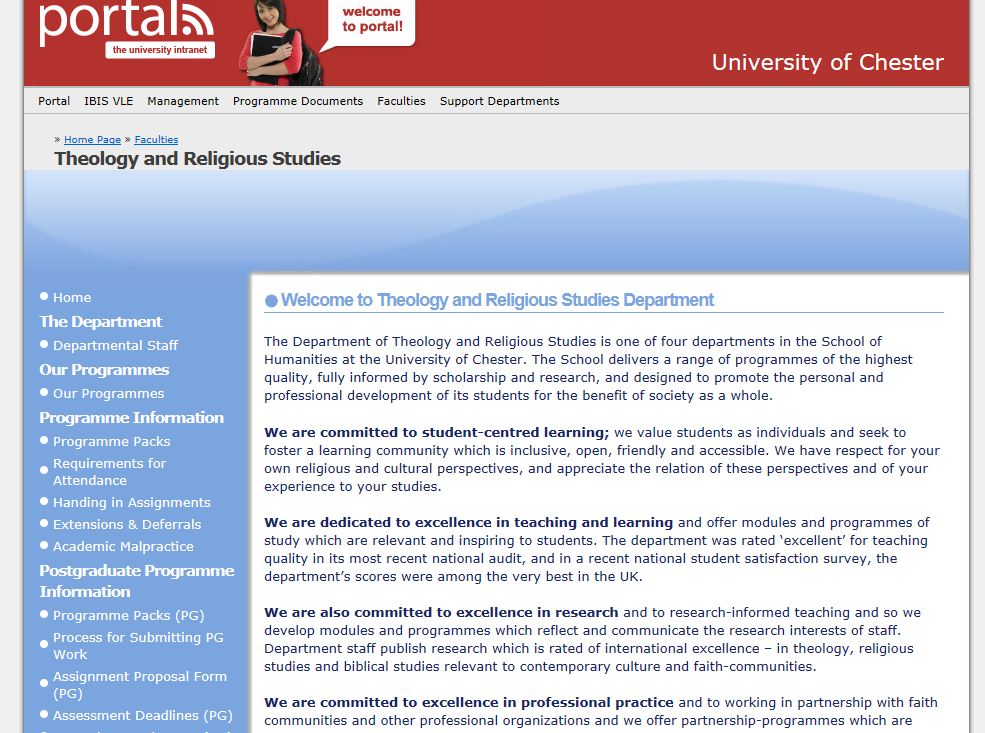 portal
the university intranet
welcome
to portal!
University of Chester
Portal IBIS VLE Management Programme Documents Faculties Support Departments
» Home Page » Faculties
Theology and Religious Studies
Home
The Department
Departmental Staff
Our Programmes
Our Programmes
Programme Information
Programme Packs
Requirements for
Attendance
Handing in Assignments
Extensions & Deferrals
Academic Malpractice
Postgraduate Programme
Information
Programme Packs (PG)
Process for Submitting PG
Work
Assignment Proposal Form
(PG)
Assessment Deadlines (PG)
Welcome to Theology and Religious Studies Department
The Department of Theology and Religious Studies is one of four departments in the School of
Humanities at the University of Chester. The School delivers a range of programmes of the highest
quality, fully informed by scholarship and research, and designed to promote the personal and
professional development of its students for the benefit of society as a whole.
We are committed to student-centred learning; we value students as individuals and seek to
foster a learning community which is inclusive, open, friendly and accessible. We have respect for your
own religious and cultural perspectives, and appreciate the relation of these perspectives and of your
experience to your studies.
We are dedicated to excellence in teaching and learning and offer modules and programmes of
study which are relevant and inspiring to students. The department was rated ‘excellent’ for teaching
quality in its most recent national audit, and in a recent national student satisfaction survey, the
department’s scores were among the very best in the UK.
We are also committed to excellence in research and to research-informed teaching and so we
develop modules and programmes which reflect and communicate the research interests of staff.
Department staff publish research which is rated of international excellence – in theology, religious
studies and biblical studies relevant to contemporary culture and faith-communities.
We are committed to excellence in professional practice and to working in partnership with faith
communities and other professional organizations and we offer partnership-programmes which are